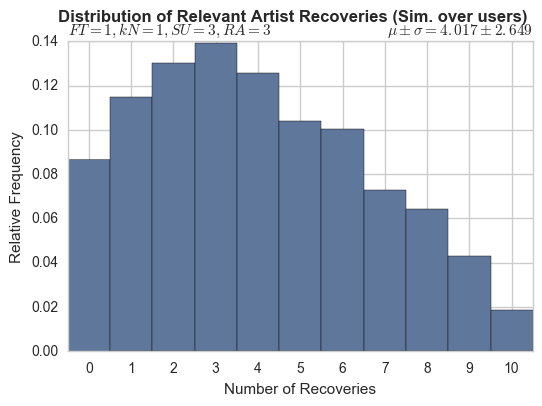 Distribution of Relevant Artist Recoveries (Sim. over users)
FT = 1, kN = 1, SU = 3, RA = 3
μ ± σ = 4.017 ± 2.649
0.14
0.12
0.10
0.08
0.06
0.04
0.02
0.00
Relative Frequency
0 1 2 3 4 5 6 7 8 9 10
Number of Recoveries